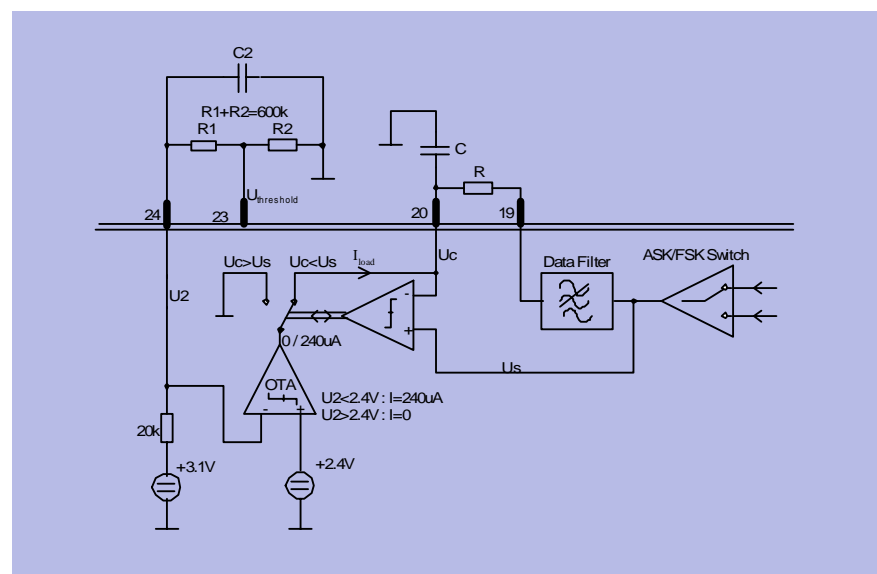 C2
R1+R2=600k
R1
R2
C
R
Uthreshold
24
23
20
19
Uc>Us
Uc<Us
Iload
Uc
Data Filter
ASK/FSK Switch
U2
0 / 240uA
-
+
Us
OTA
U2<2.4V : I=240uA
U2>2.4V : I=0
-
+
20k
+3.1V
+2.4V